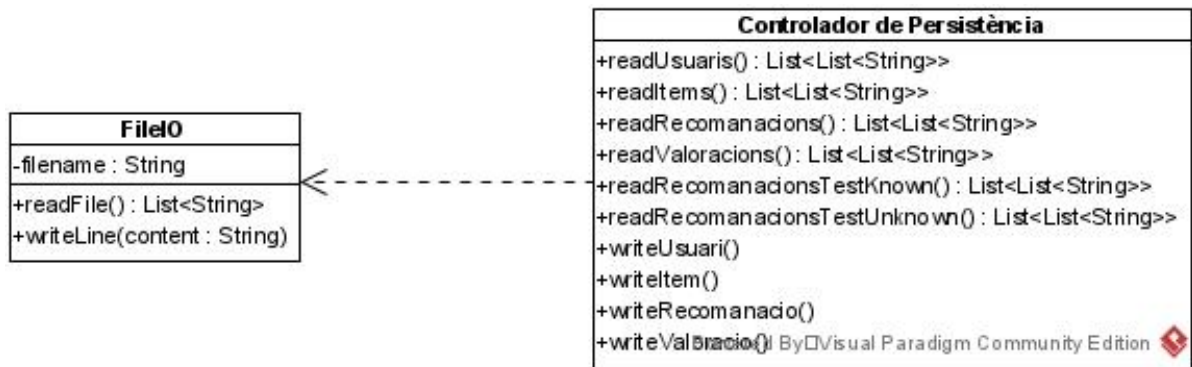 FileIO
-filename : String
+readFile() : List<String>
+writeLine(content : String)
Controlador de Persistència
+readUsuaris() : List<List<String>>
+readItems() : List<List<String>>
+readRecomanacions() : List<List<String>>
+readValoracions() : List<List<String>>
+readRecomanacionsTestKnown() : List<List<String>>
+readRecomanacionsTestUnknown() : List<List<String>>
+writeUsuari()
+writeItem()
+writeRecomanacio()
+writeValoracio()
Powered By Visual Paradigm Community Edition